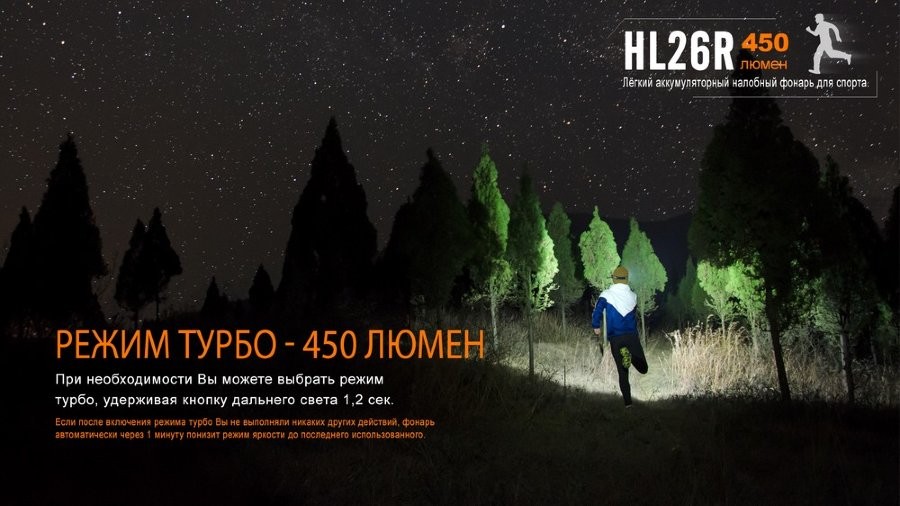 HL26R 450
люмен
Лёгкий аккумуляторный налобный фонарь для спорта.
РЕЖИМ ТУРБО - 450 ЛЮМЕН
При необходимости Вы можете выбрать режим
турбо, удерживая кнопку дальнего света 1,2 сек.
Если после включения режима турбо Вы не выполняли никаких других действий, фонарь
автоматически через 1 минуту понизит режим яркости до последнего использованного.